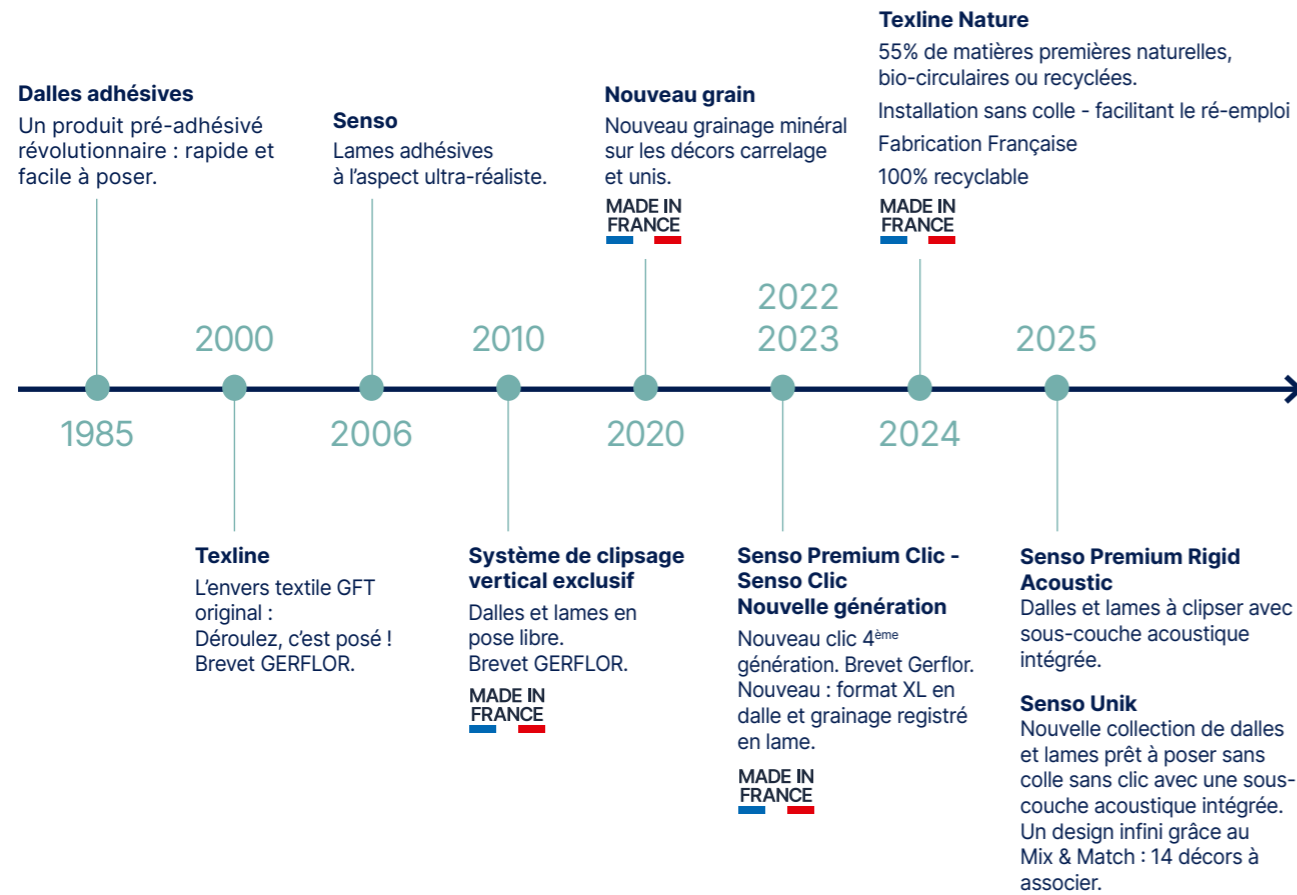 Dalles adhésives
Un produit pré-adhésivé
révolutionnaire : rapide et
facile à poser.
Senso
Lames adhésives
à l’aspect ultra-réaliste.
Nouveau grain
Nouveau grainage minéral
sur les décors carrelage
et unis.
MADE IN
FRANCE
Texline Nature
55% de matières premières naturelles,
bio-circulaires ou recyclées.
Installation sans colle - facilitant le ré-emploi
Fabrication Française
100% recyclable
MADE IN
FRANCE
2000
2010
2022
2023
2025
1985
2006
2020
2024
Texline
L’envers textile GFT
original :
Déroulez, c’est posé !
Brevet GERFLOR.
Système de clipsage
vertical exclusif
Dalles et lames en
pose libre.
Brevet GERFLOR.
MADE IN
FRANCE
Senso Premium Clic -
Senso Clic
Nouvelle génération
Nouveau clic 4ème
génération. Brevet Gerflor.
Nouveau : format XL en
dalle et grainage registré
en lame.
MADE IN
FRANCE
Senso Premium Rigid
Acoustic
Dalles et lames à clipser avec
sous-couche acoustique
intégrée.
Senso Unik
Nouvelle collection de dalles
et lames prêt à poser sans
colle sans clic avec une sous-
couche acoustique intégrée.
Un design infini grâce au
Mix & Match : 14 décors à
associer.